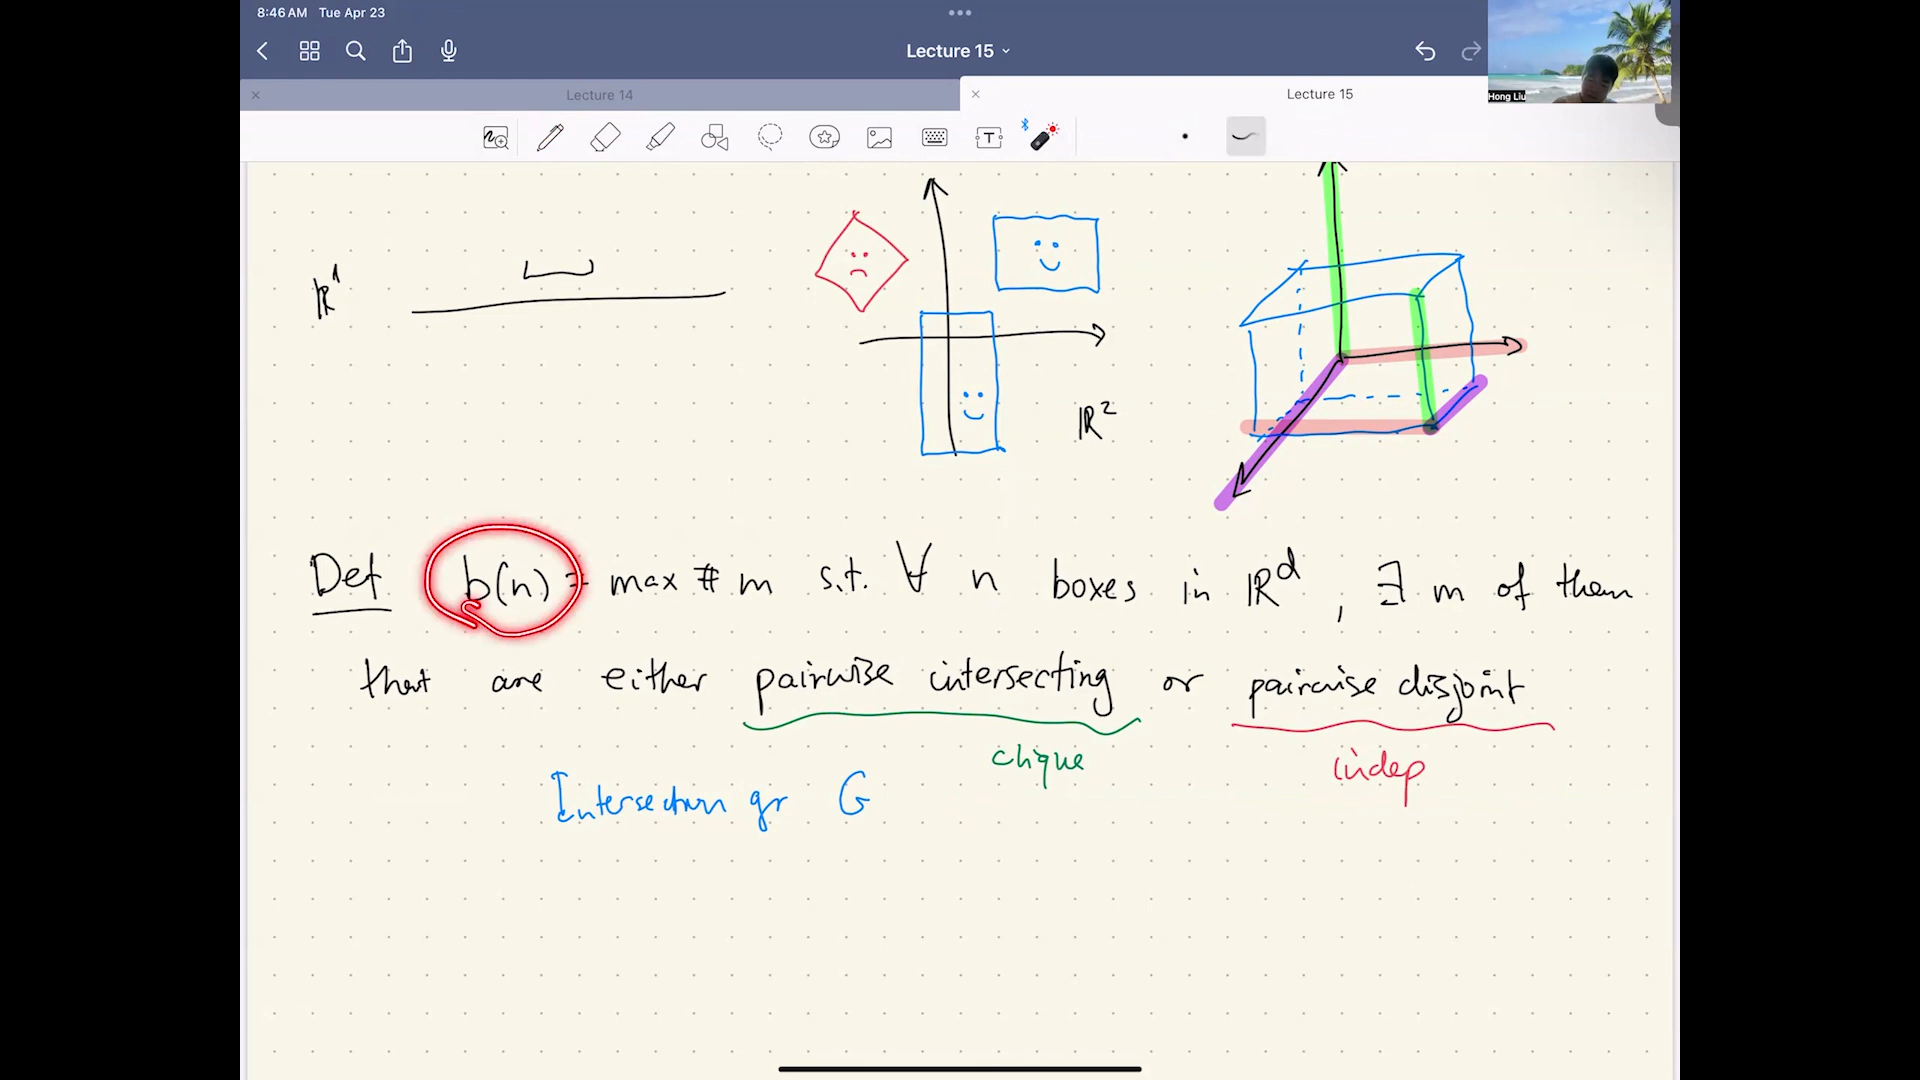 8:46 AM Tue Apr 23
Lecture 15
Hong Liu
Lecture 14
Lecture 15
T
ℝ¹
ℝ²
Def b(n) = max # m s.t. ∀ n boxes in ℝᵈ, ∃ m of them
that are either pairwise intersecting or pairwise disjoint
clique indep
Intersection gr G